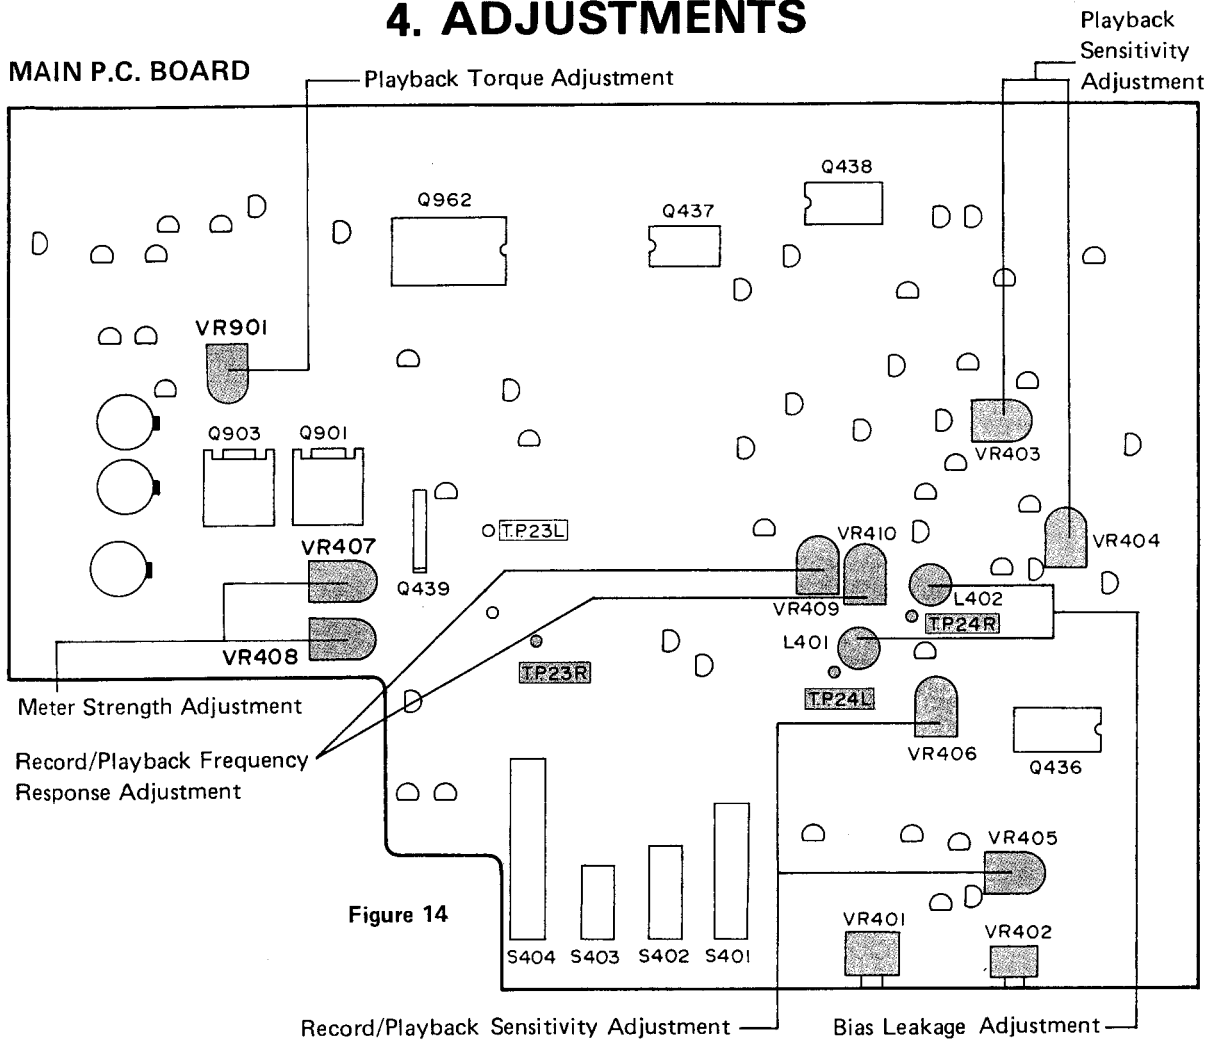 4. ADJUSTMENTS
Playback
Sensitivity
Adjustment
MAIN P.C. BOARD
Playback Torque Adjustment
Q438
Q962
Q437
VR901
Q903
Q901
VR403
T.P.23L
VR410
VR404
VR407
Q439
VR409
L402
T.P.24R
L401
VR408
T.P.23R
T.P.24L
Meter Strength Adjustment
VR406
Q436
Record/Playback Frequency
Response Adjustment
VR405
Figure 14
VR401
VR402
S404
S403
S402
S401
Record/Playback Sensitivity Adjustment
Bias Leakage Adjustment